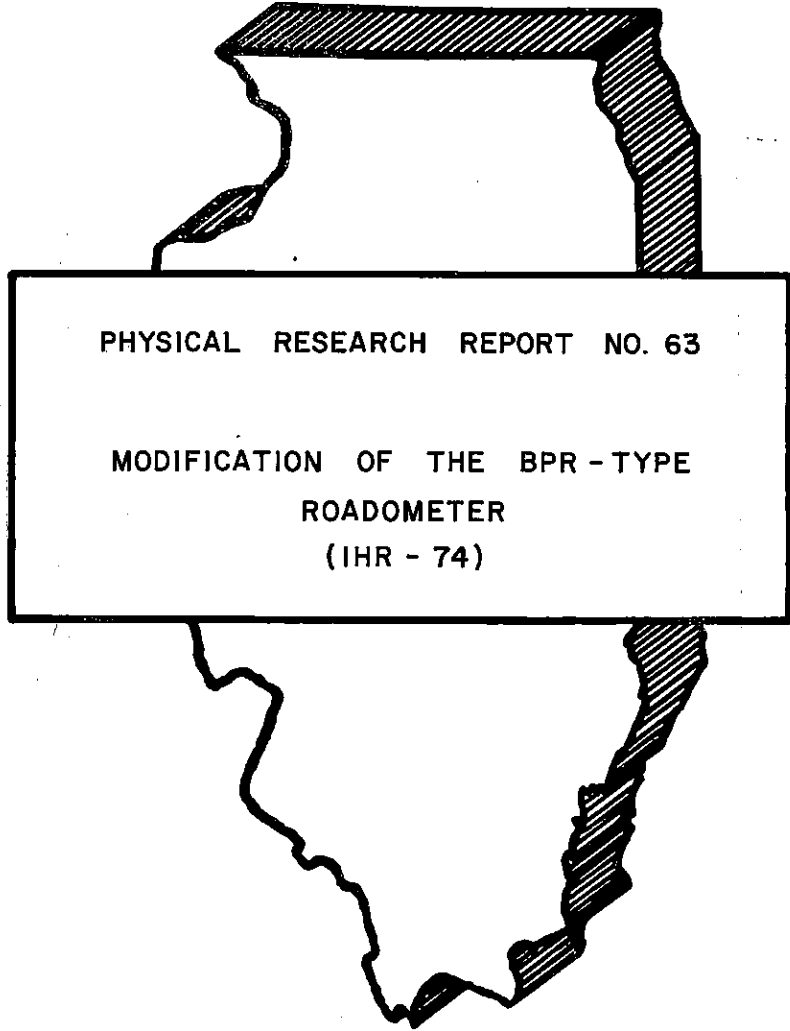 PHYSICAL RESEARCH REPORT NO. 63
MODIFICATION OF THE BPR - TYPE
ROADOMETER
(IHR - 74)